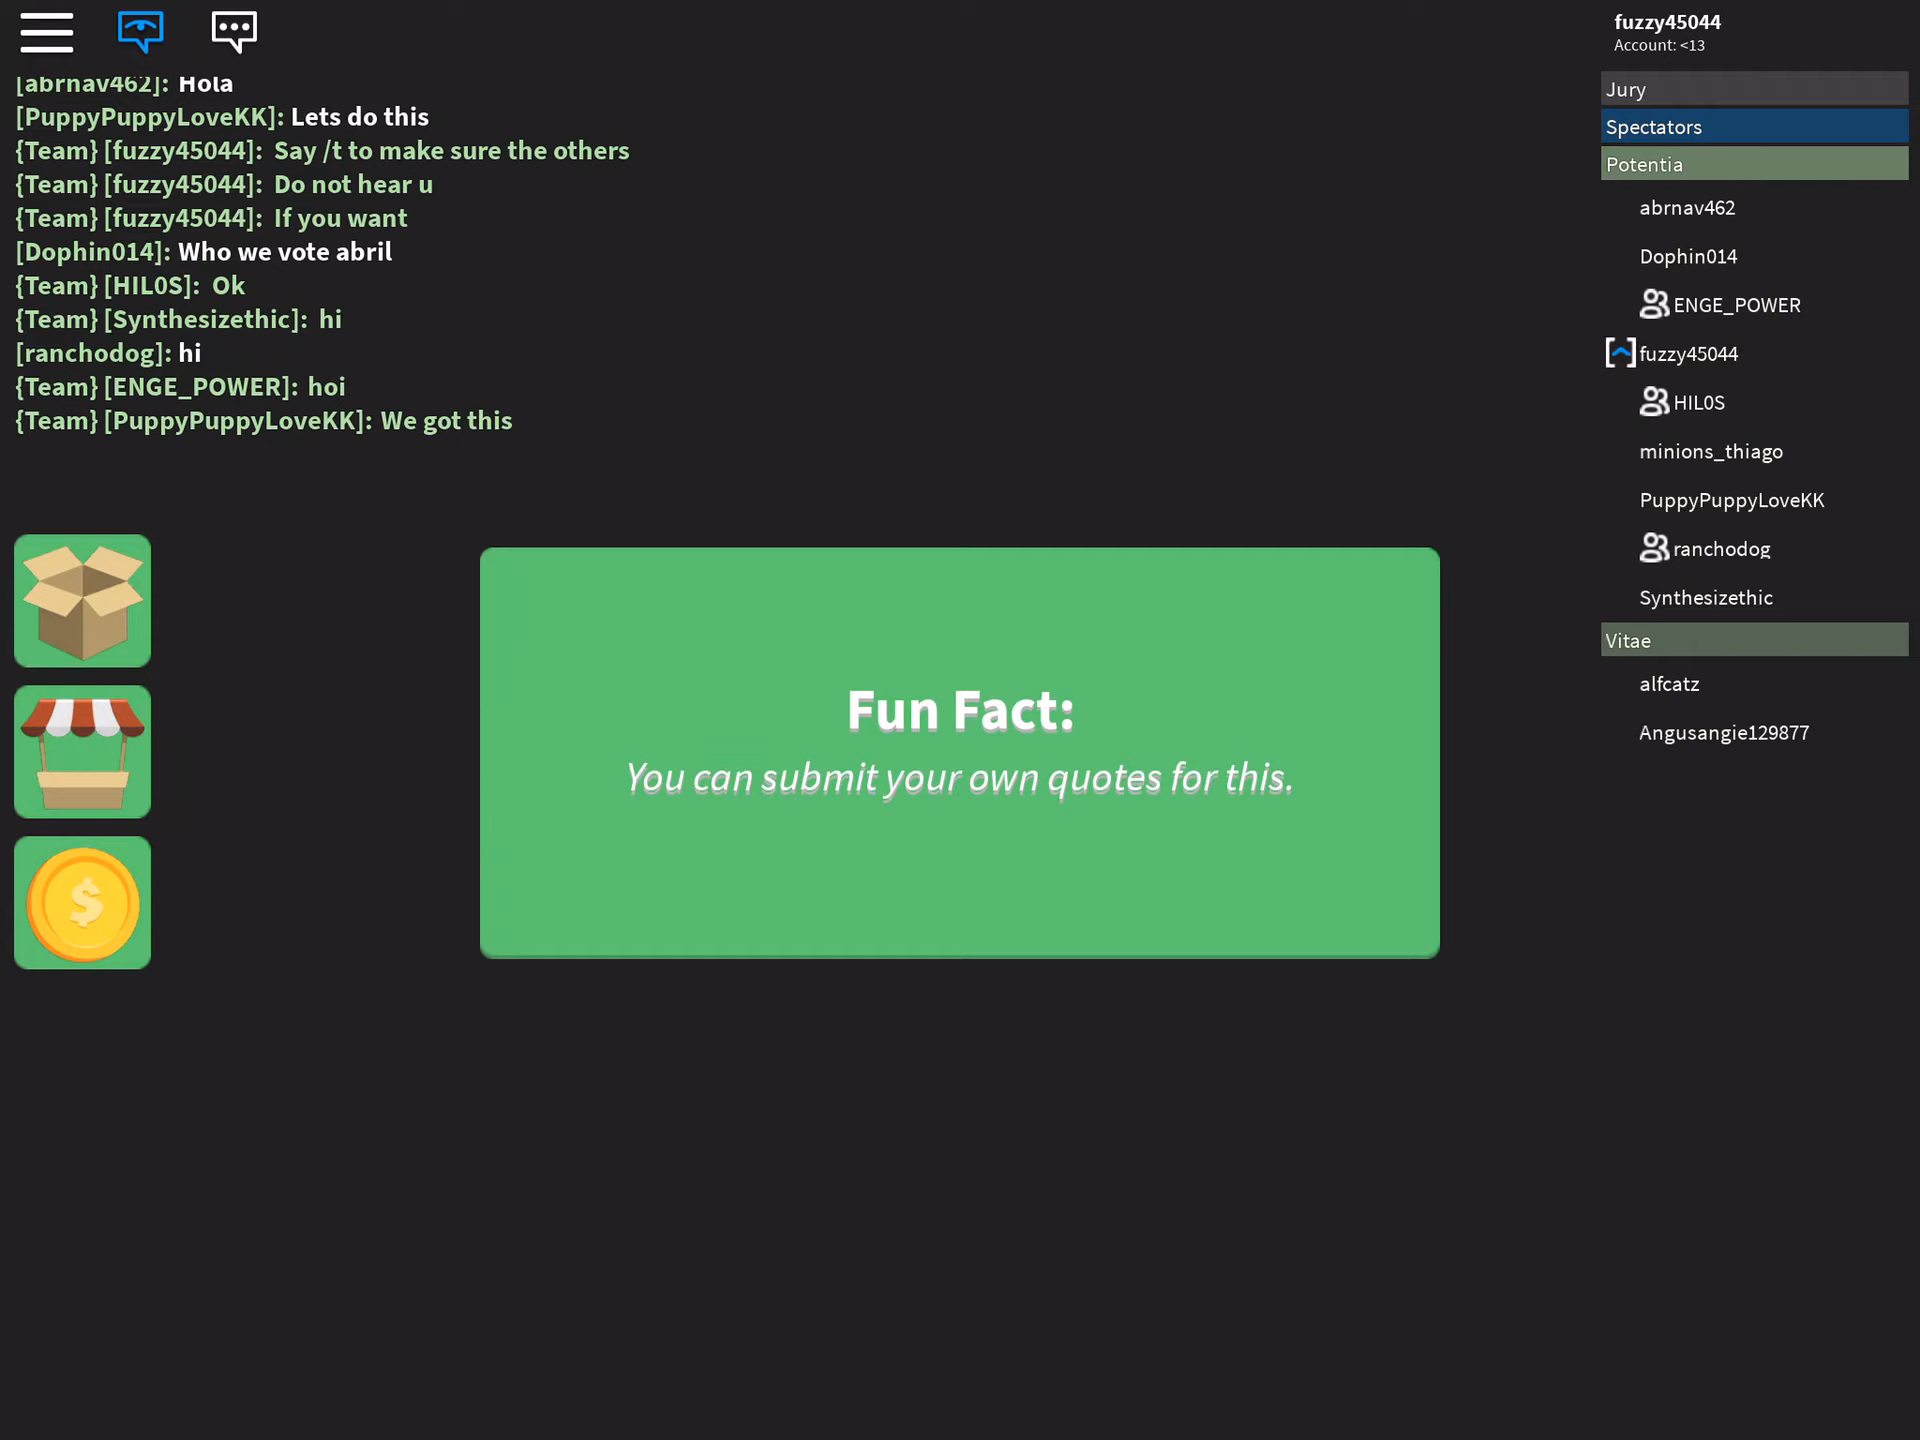 [abrnav462]: Hola
[PuppyPuppyLoveKK]: Lets do this
{Team} [fuzzy45044]: Say /t to make sure the others
{Team} [fuzzy45044]: Do not hear u
{Team} [fuzzy45044]: If you want
[Dophin014]: Who we vote abril
{Team} [HIL0S]: Ok
{Team} [Synthesizethic]: hi
[ranchodog]: hi
{Team} [ENGE_POWER]: hoi
{Team} [PuppyPuppyLoveKK]: We got this
Fun Fact:
You can submit your own quotes for this.
$
fuzzy45044
Account: <13
Jury
Spectators
Potentia
abrnav462
Dophin014
ENGE_POWER
fuzzy45044
HIL0S
minions_thiago
PuppyPuppyLoveKK
ranchodog
Synthesizethic
Vitae
alfcatz
Angusangie129877